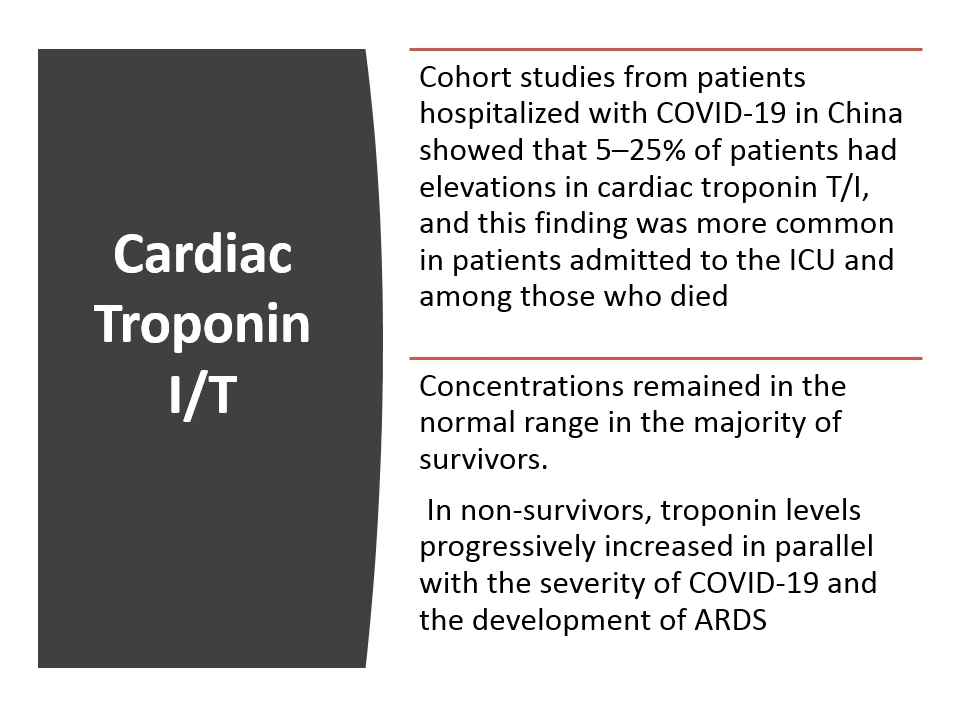 Cardiac
Troponin
I/T
Cohort studies from patients
hospitalized with COVID-19 in China
showed that 5–25% of patients had
elevations in cardiac troponin T/I,
and this finding was more common
in patients admitted to the ICU and
among those who died
Concentrations remained in the
normal range in the majority of
survivors.
In non-survivors, troponin levels
progressively increased in parallel
with the severity of COVID-19 and
the development of ARDS